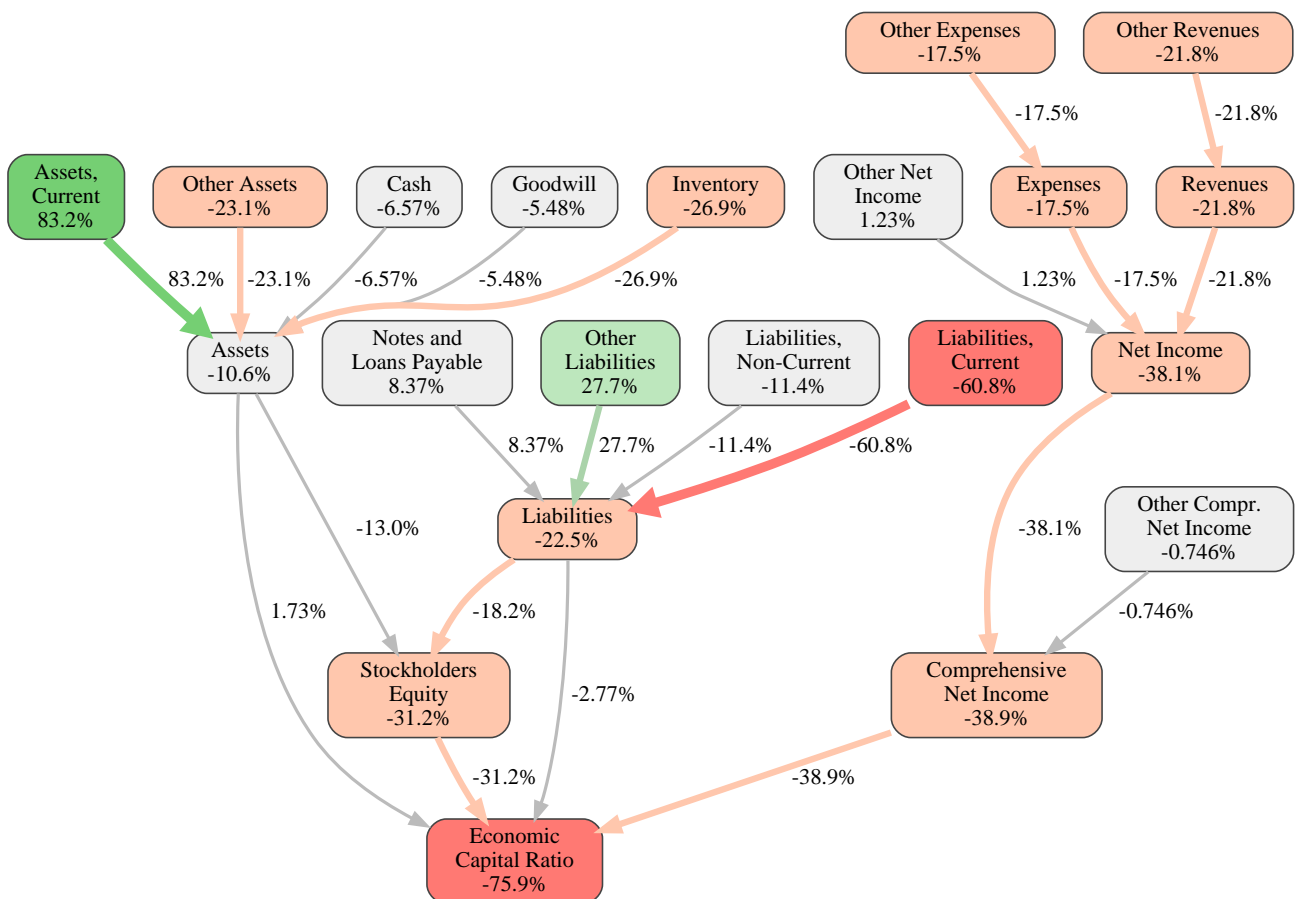 Other Expenses
-17.5%
Other Revenues
-21.8%
-17.5%
-21.8%
Assets,
Current
83.2%
Other Assets
-23.1%
Cash
-6.57%
Goodwill
-5.48%
Inventory
-26.9%
Other Net
Income
1.23%
Expenses
-17.5%
Revenues
-21.8%
83.2%
-23.1%
-6.57%
-5.48%
-26.9%
1.23%
-17.5%
-21.8%
Assets
-10.6%
Notes and
Loans Payable
8.37%
Other
Liabilities
27.7%
Liabilities,
Non-Current
-11.4%
Liabilities,
Current
-60.8%
Net Income
-38.1%
8.37%
27.7%
-11.4%
-60.8%
-13.0%
Liabilities
-22.5%
-38.1%
Other Compr.
Net Income
-0.746%
1.73%
-18.2%
-2.77%
-0.746%
Stockholders
Equity
-31.2%
Comprehensive
Net Income
-38.9%
-31.2%
-38.9%
Economic
Capital Ratio
-75.9%